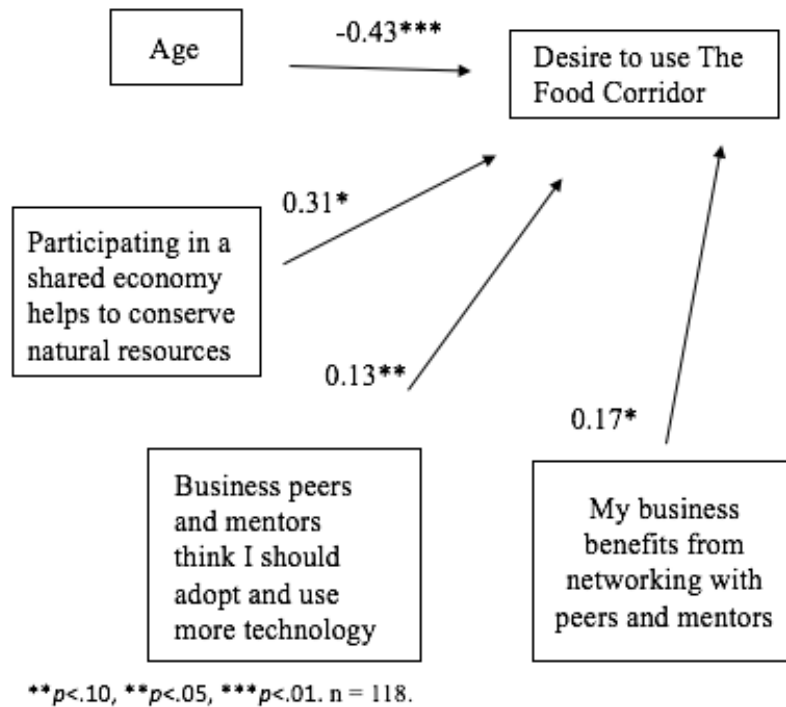 Age
-0.43***
Desire to use The
Food Corridor
0.31*
Participating in a
shared economy
helps to conserve
natural resources
0.13**
0.17*
Business peers
and mentors
think I should
adopt and use
more technology
My business
benefits from
networking with
peers and mentors
**p<.10, **p<.05, ***p<.01. n = 118.